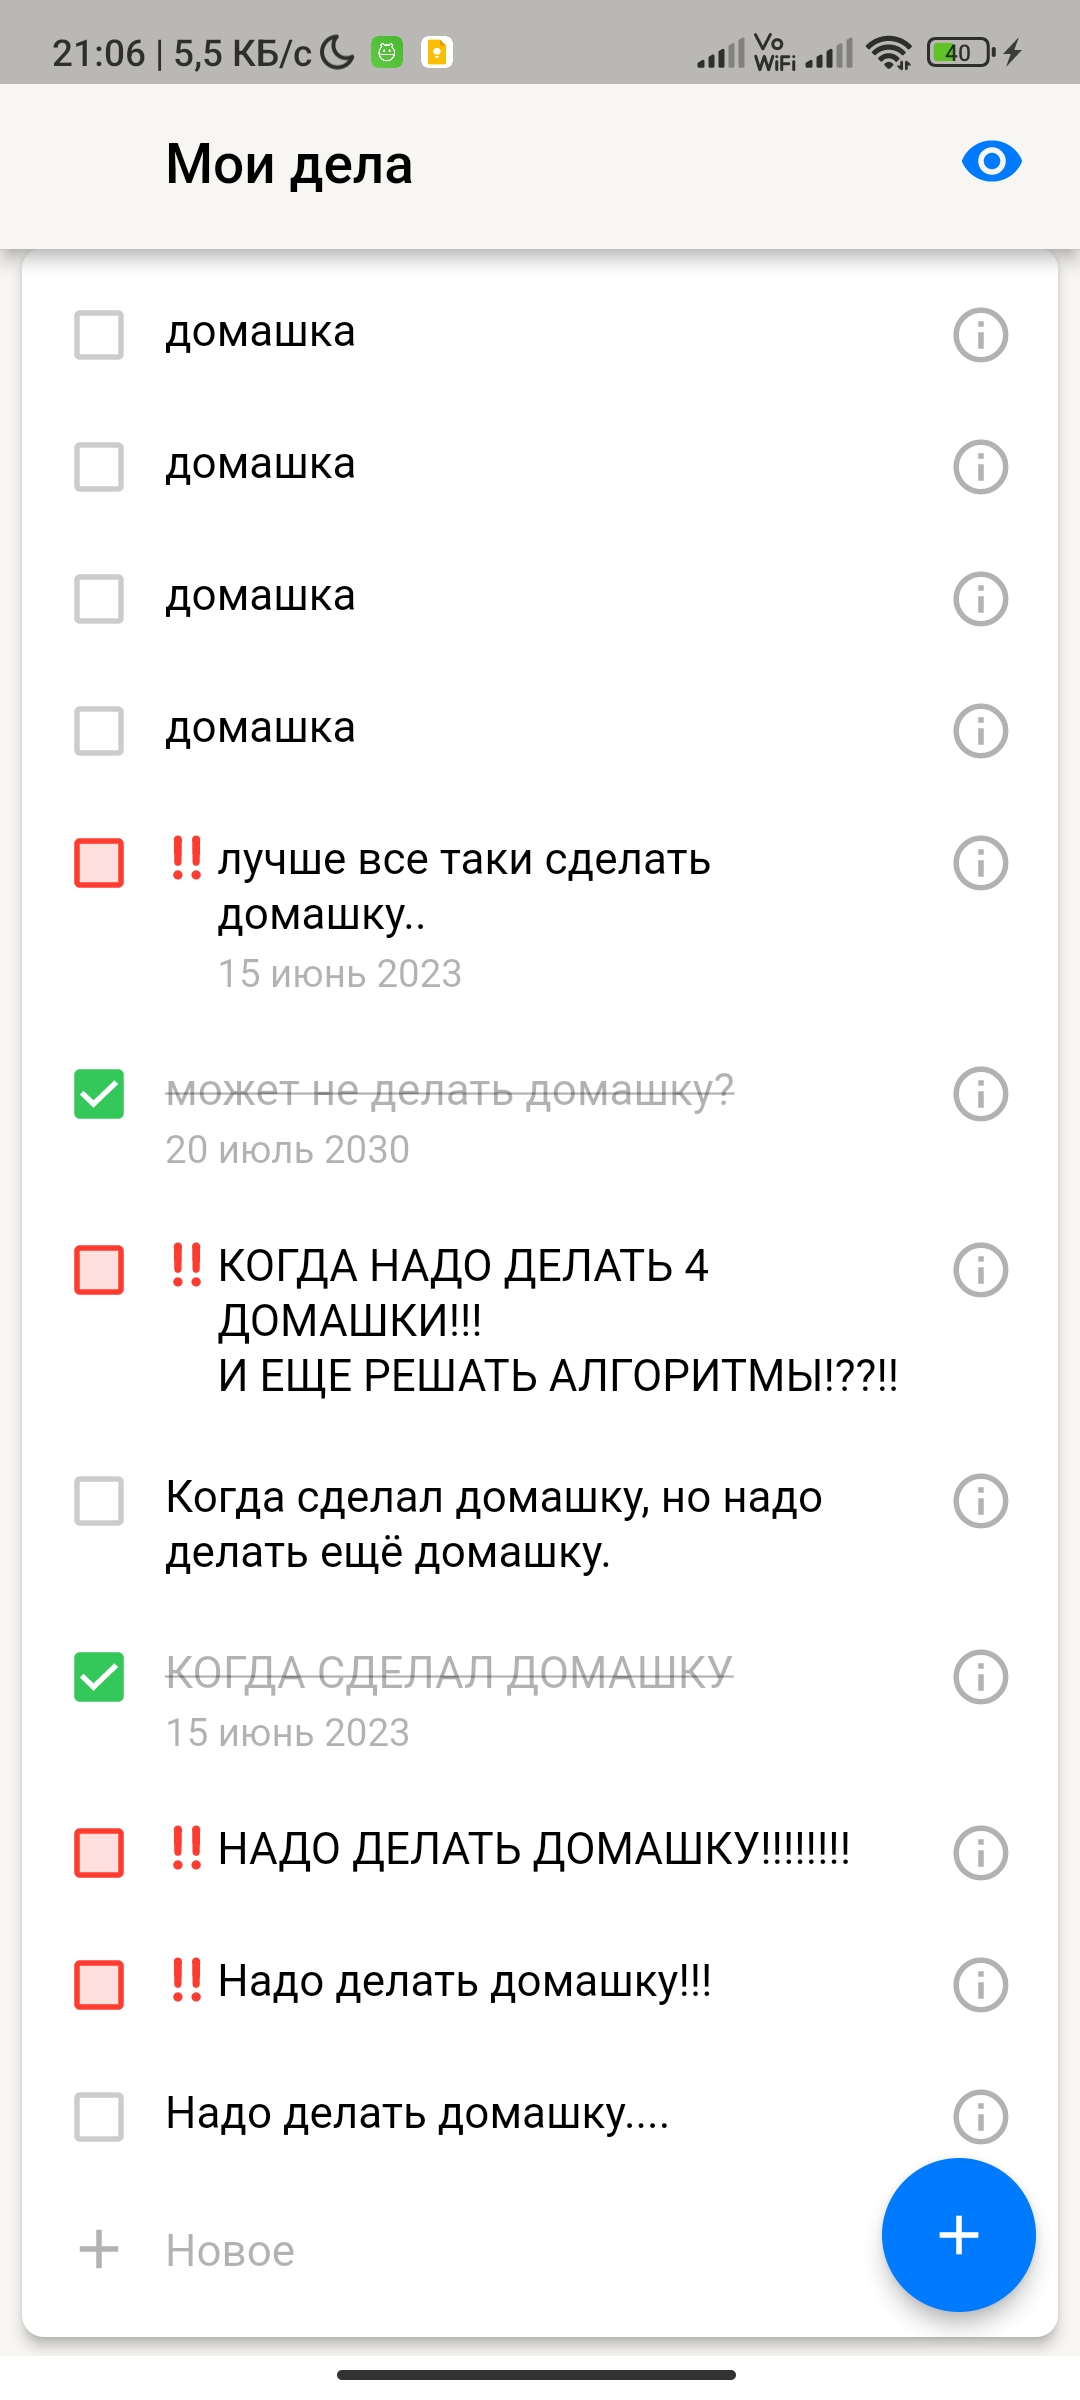 21:06 | 5,5 КБ/с Vo WiFi 40
Мои дела
домашка
домашка
домашка
домашка
‼ лучше все таки сделать
домашку..
15 июнь 2023
может не делать домашку?
20 июль 2030
‼ КОГДА НАДО ДЕЛАТЬ 4
ДОМАШКИ!!!
И ЕЩЕ РЕШАТЬ АЛГОРИТМЫ!??!!
Когда сделал домашку, но надо
делать ещё домашку.
КОГДА СДЕЛАЛ ДОМАШКУ
15 июнь 2023
‼ НАДО ДЕЛАТЬ ДОМАШКУ!!!!!!!!
‼ Надо делать домашку!!!
Надо делать домашку....
Новое